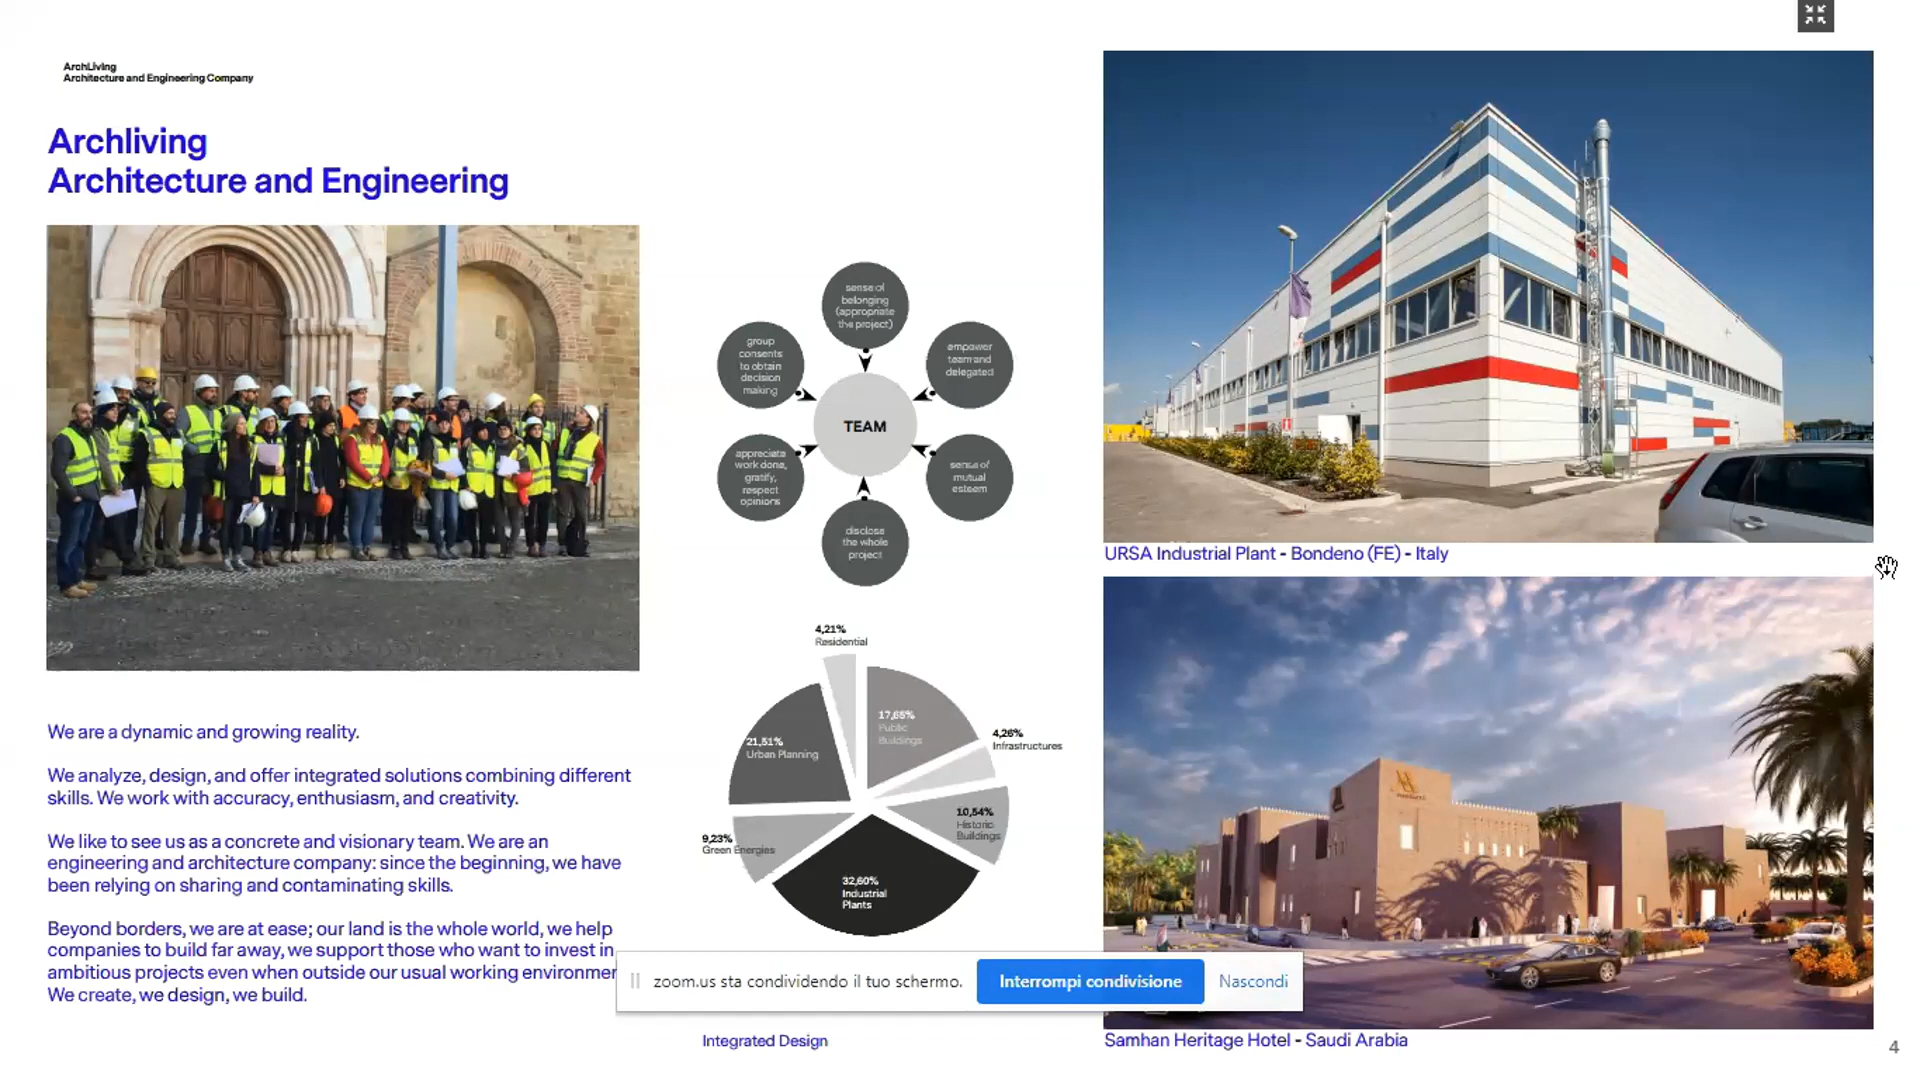 ArchLiving
Architecture and Engineering Company
Archliving
Architecture and Engineering
We are a dynamic and growing reality.
We analyze, design, and offer integrated solutions combining different
skills. We work with accuracy, enthusiasm, and creativity.
We like to see us as a concrete and visionary team. We are an
engineering and architecture company: since the beginning, we have
been relying on sharing and contaminating skills.
Beyond borders, we are at ease; our land is the whole world, we help
companies to build far away, we support those who want to invest in
ambitious projects even when outside our usual working
We create, we design, we build.
sense of
belonging
(appropriate
the project)
group
consents
to obtain
decision
making
empower
team and
delegated
TEAM
appreciate
work done,
gratify,
respect
opinions
sense of
mutual
esteem
disclose
the whole
project
4,21%
Residential
17,65%
Public
Buildings
4,26%
Infrastructures
21,51%
Urban Planning
10,54%
Historic
Buildings
9,23%
Green Energies
32,60%
Industrial
Plants
URSA Industrial Plant - Bondeno (FE) - Italy
zoom.us sta condividendo il tuo schermo.
Interrompi condivisione
Nascondi
Integrated Design
Samhan Heritage Hotel - Saudi Arabia
4